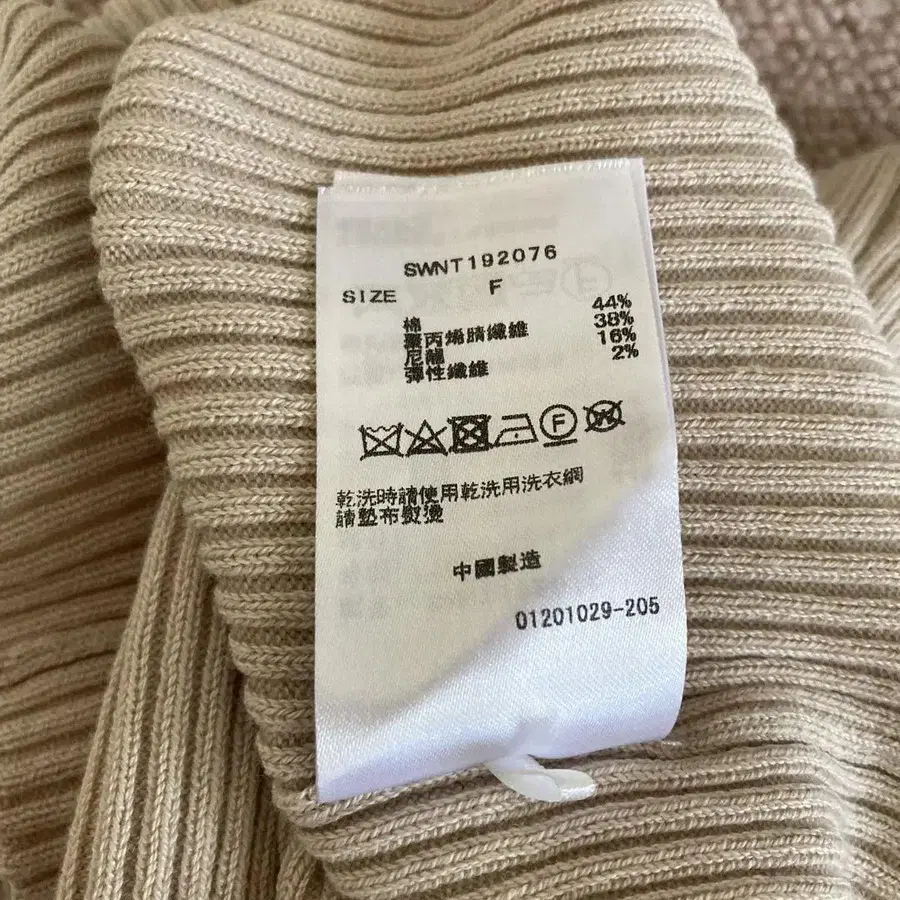 SWNT192076
SIZE F
棉 44%
聚丙烯腈纖維 38%
尼龍 16%
彈性纖維 2%
F W
乾洗時請使用乾洗用洗衣網
請墊布熨燙
中國製造
01201029-205